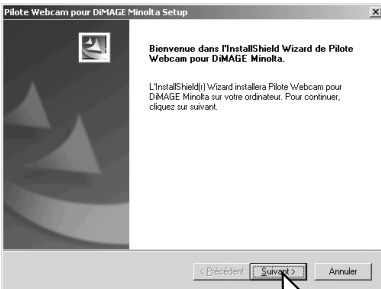 Pilote Webcam pour DiMAGE Minolta Setup
Bienvenue dans l'InstallShield Wizard de Pilote
Webcam pour DiMAGE Minolta.
L'InstallShield(r) Wizard installera Pilote Webcam pour
DiMAGE Minolta sur votre ordinateur. Pour continuer,
cliquez sur suivant.
< Précédent Suivant > Annuler